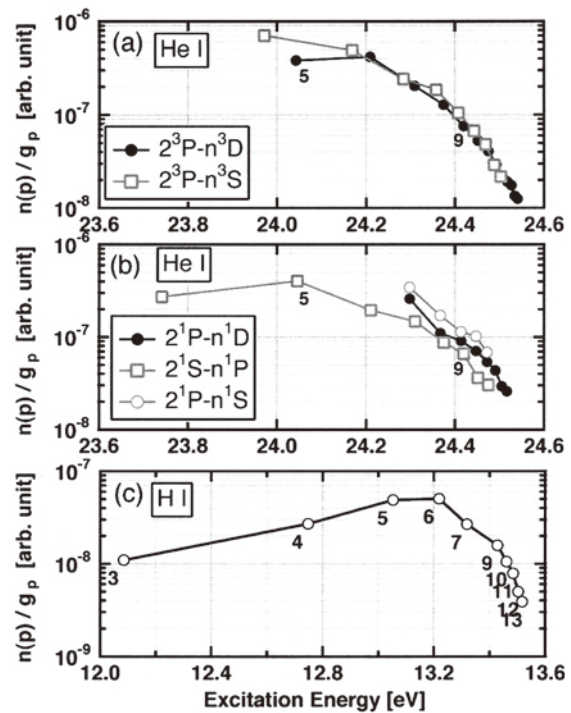 10⁻⁶
(a) He I
10⁻⁷
5
9
2³P-n³D
2³P-n³S
n(p) / gₚ [arb. unit]
10⁻⁸
23.6 23.8 24.0 24.2 24.4 24.6
10⁻⁶
(b) He I
5
10⁻⁷
9
2¹P-n¹D
2¹S-n¹P
2¹P-n¹S
n(p) / gₚ [arb. unit]
10⁻⁸
23.6 23.8 24.0 24.2 24.4 24.6
10⁻⁷
(c) H I
3 4 5 6 7 9 10 11 12 13
10⁻⁸
n(p) / gₚ [arb. unit]
10⁻⁹
12.0 12.4 12.8 13.2 13.6
Excitation Energy [eV]